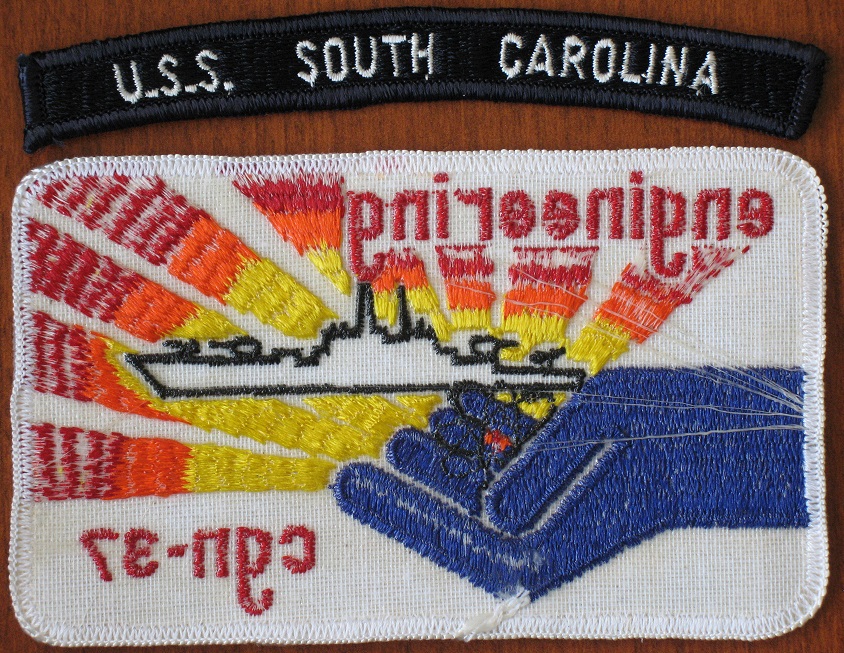 U.S.S. SOUTH CAROLINA
engineering
cgn-37